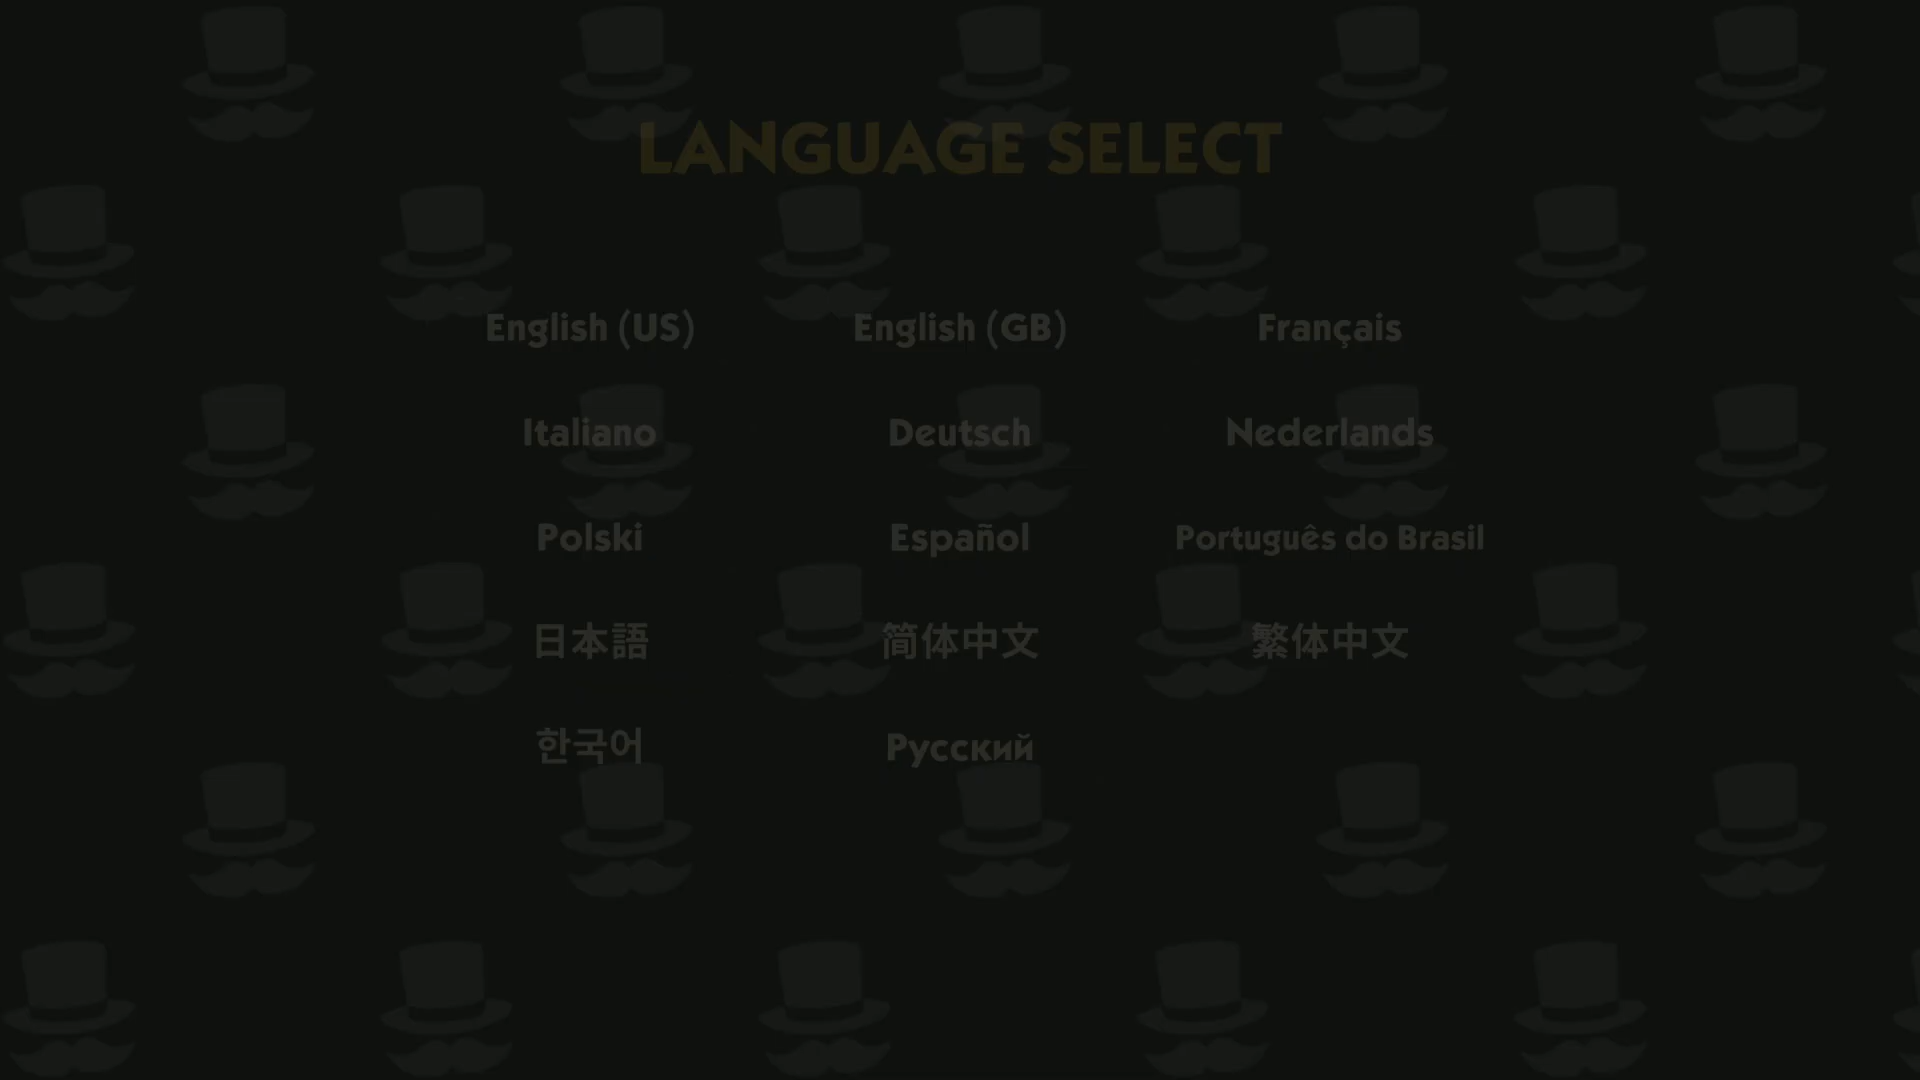 LANGUAGE SELECT
English (US) English (GB) Français
Italiano Deutsch Nederlands
Polski Español Português do Brasil
日本語 简体中文 繁体中文
한국어 Русский